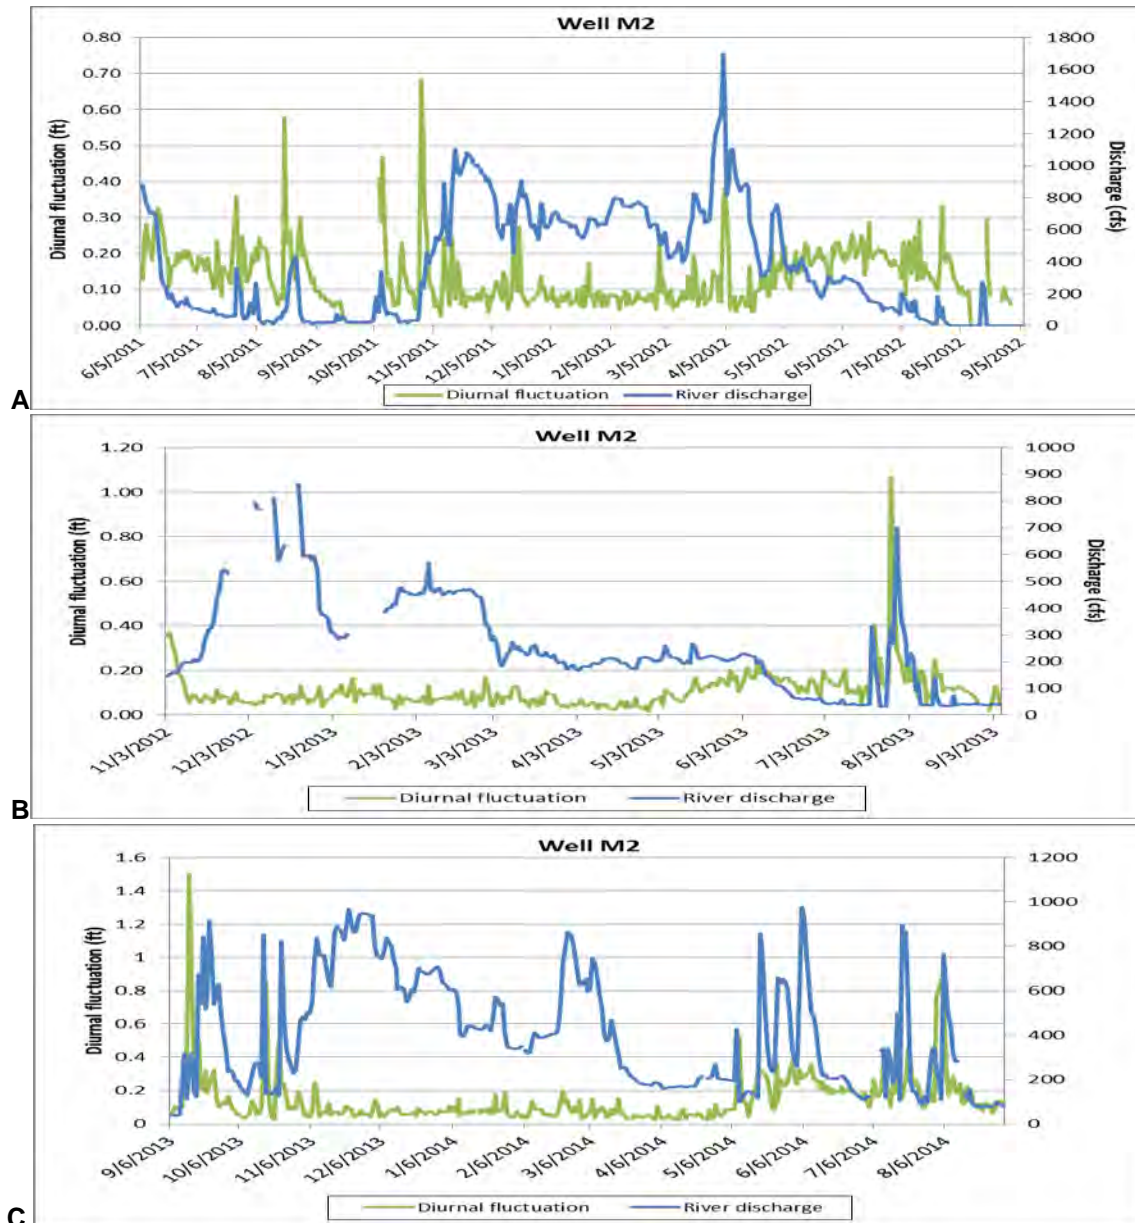 Well M2
0.80
0.70
0.60
0.50
0.40
0.30
0.20
0.10
0.00
Diurnal fluctuation (ft)
1800
1600
1400
1200
1000
800
600
400
200
0
Discharge (cfs)
6/5/2011 7/5/2011 8/5/2011 9/5/2011 10/5/2011 11/5/2011 12/5/2011 1/5/2012 2/5/2012 3/5/2012 4/5/2012 5/5/2012 6/5/2012 7/5/2012 8/5/2012 9/5/2012
Diurnal fluctuation River discharge
A
Well M2
1.20
1.00
0.80
0.60
0.40
0.20
0.00
Diurnal fluctuation (ft)
1000
900
800
700
600
500
400
300
200
100
0
Discharge (cfs)
11/3/2012 12/3/2012 1/3/2013 2/3/2013 3/3/2013 4/3/2013 5/3/2013 6/3/2013 7/3/2013 8/3/2013 9/3/2013
Diurnal fluctuation River discharge
B
Well M2
1.6
1.4
1.2
1
0.8
0.6
0.4
0.2
0
Diurnal fluctuation (ft)
1200
1000
800
600
400
200
0
Discharge (cfs)
9/6/2013 10/6/2013 11/6/2013 12/6/2013 1/6/2014 2/6/2014 3/6/2014 4/6/2014 5/6/2014 6/6/2014 7/6/2014 8/6/2014
Diurnal fluctuation River discharge
C